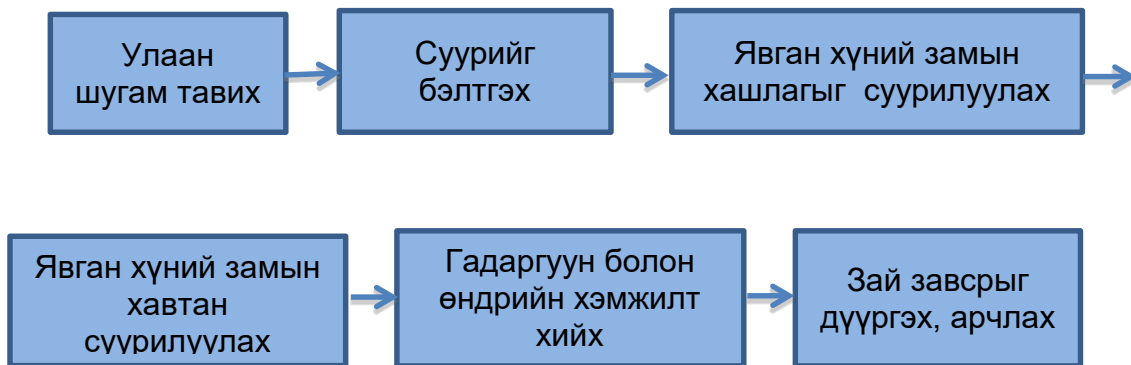 Улаан
шугам тавих
Суурийг
бэлтгэх
Явган хүний замын
хашлагыг суурилуулах
Явган хүний замын
хавтан
суурилуулах
Гадаргуун болон
өндрийн хэмжилт
хийх
Зай завсрыг
дүүргэх, арчлах